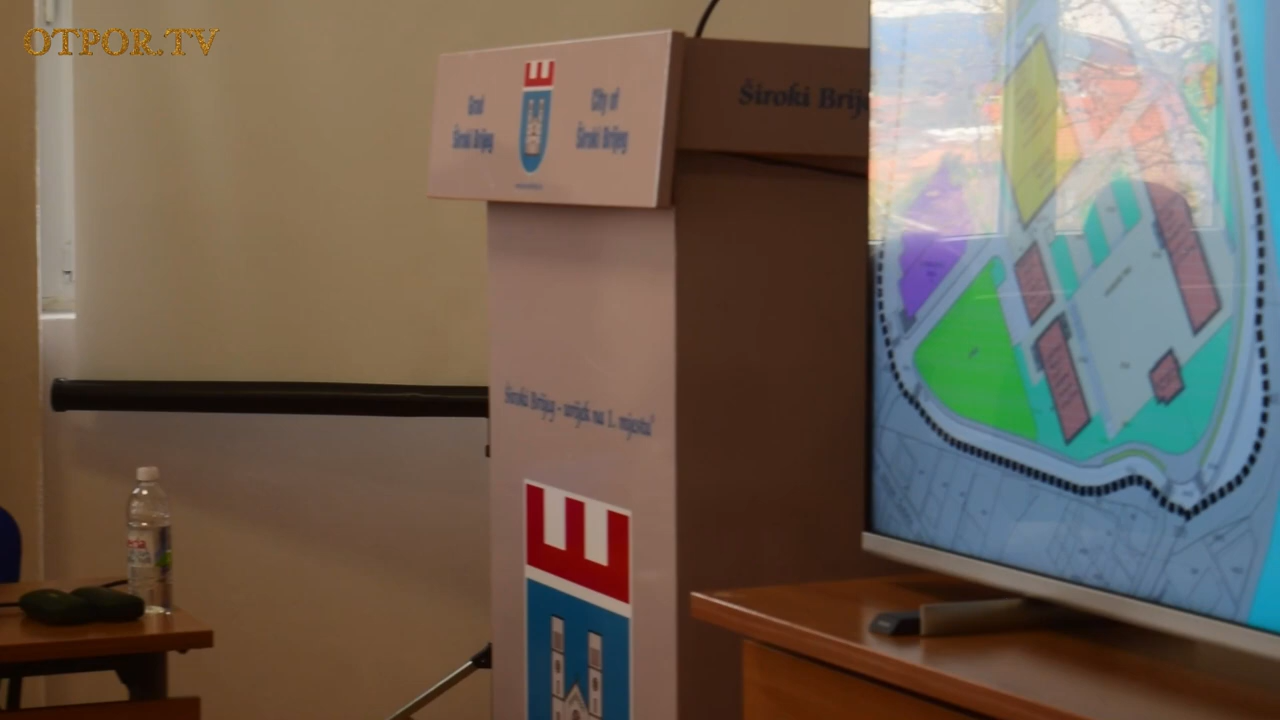 OTPOR.TV
Grad
Široki Brijeg
City of
Široki Brijeg
Široki Brije
Široki Brijeg - uvijek na 1. mjestu"